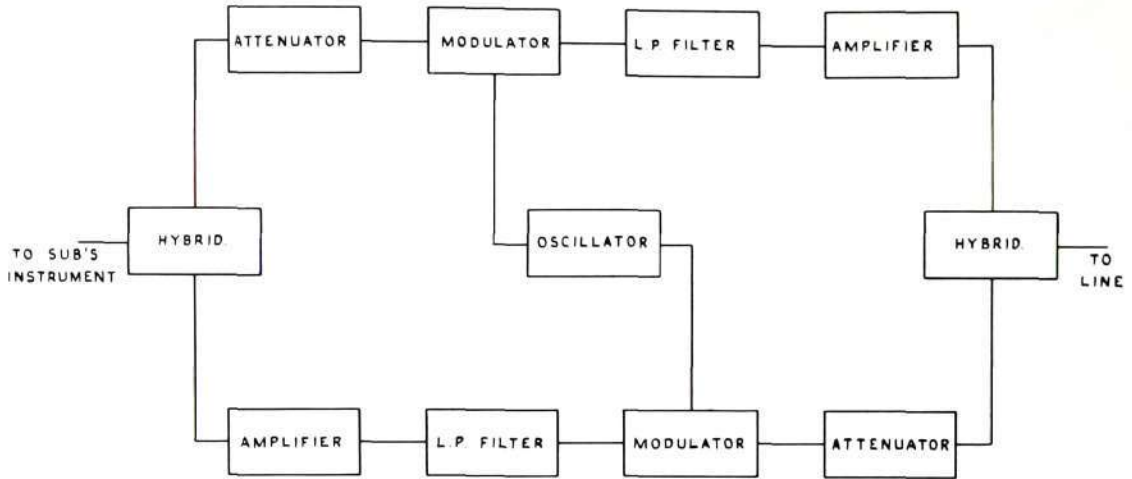 ATTENUATOR
MODULATOR
L.P. FILTER
AMPLIFIER
HYBRID.
TO SUB'S
INSTRUMENT
OSCILLATOR
HYBRID.
TO
LINE
AMPLIFIER
L.P. FILTER
MODULATOR
ATTENUATOR